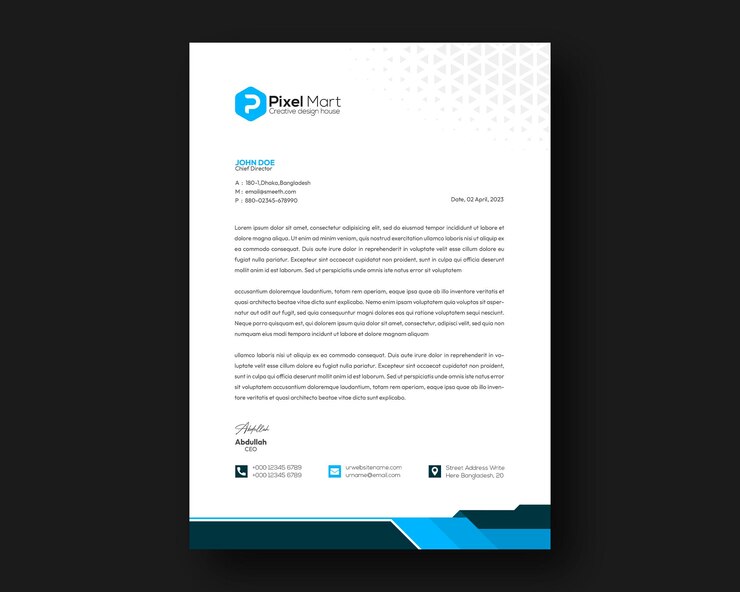 Pixel Mart
Creative design house
JOHN DOE
Chief Director
A : 180-1,Dhaka,Bangladesh
M : email@smeeth.com
P : 880-02345-678990
Date, 02 April, 2023
Lorem ipsum dolor sit amet, consectetur adipisicing elit, sed do eiusmod tempor incididunt ut labore et
dolore magna aliqua. Ut enim ad minim veniam, quis nostrud exercitation ullamco laboris nisi ut aliquip ex
ea commodo consequat. Duis aute irure dolor in reprehenderit in voluptate velit esse cillum dolore eu
fugiat nulla pariatur. Excepteur sint occaecat cupidatat non proident, sunt in culpa qui officia deserunt
mollit anim id est laborum. Sed ut perspiciatis unde omnis iste natus error sit voluptatem
accusantium doloremque laudantium, totam rem aperiam, eaque ipsa quae ab illo inventore veritatis et
quasi architecto beatae vitae dicta sunt explicabo. Nemo enim ipsam voluptatem quia voluptas sit asper-
natur aut odit aut fugit, sed quia consequuntur magni dolores eos qui ratione voluptatem sequi nesciunt.
Neque porro quisquam est, qui dolorem ipsum quia dolor sit amet, consectetur, adipisci velit, sed quia non
numquam eius modi tempora incidunt ut labore et dolore magnam aliquam
ullamco laboris nisi ut aliquip ex ea commodo consequat. Duis aute irure dolor in reprehenderit in vo-
luptate velit esse cillum dolore eu fugiat nulla pariatur. Excepteur sint occaecat cupidatat non proident,
sunt in culpa qui officia deserunt mollit anim id est laborum. Sed ut perspiciatis unde omnis iste natus error
sit voluptatem accusantium doloremque laudantium, totam rem aperiam, eaque ipsa quae ab illo inven-
tore veritatis et quasi architecto beatae vitae dicta sunt explicabo.
Abdullah
Abdullah
CEO
+000 12345 6789
+000 12345 6789
urwebsitename.com
urname@email.com
Street Address Write
Here Bangladesh, 20